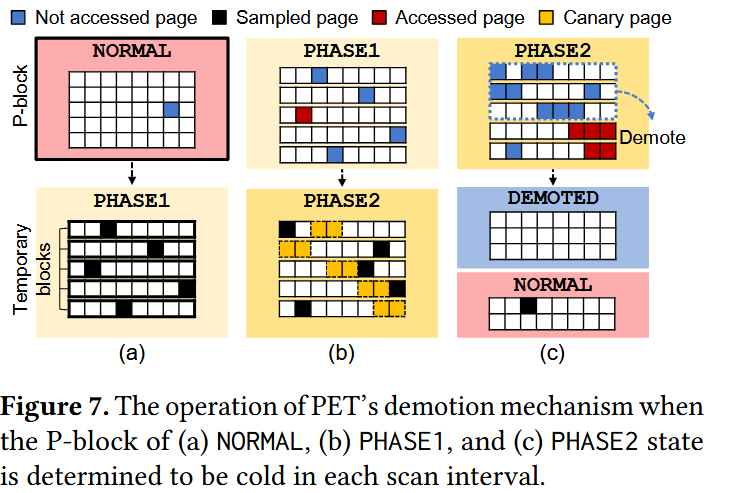 Not accessed page Sampled page Accessed page Canary page
NORMAL PHASE1 PHASE2
P-block
Demote
PHASE1 PHASE2 DEMOTED
Temporary
blocks
NORMAL
(a) (b) (c)
Figure 7. The operation of PET's demotion mechanism when
the P-block of (a) NORMAL, (b) PHASE1, and (c) PHASE2 state
is determined to be cold in each scan interval.